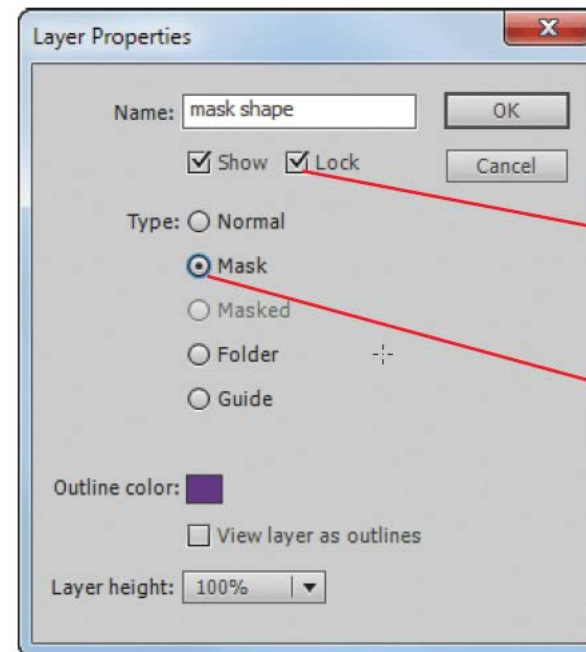 Layer Properties
Name: mask shape OK
Show Lock Cancel
Type: Normal
Mask
Masked
Folder
Guide
Outline color:
View layer as outlines
Layer height: 100%